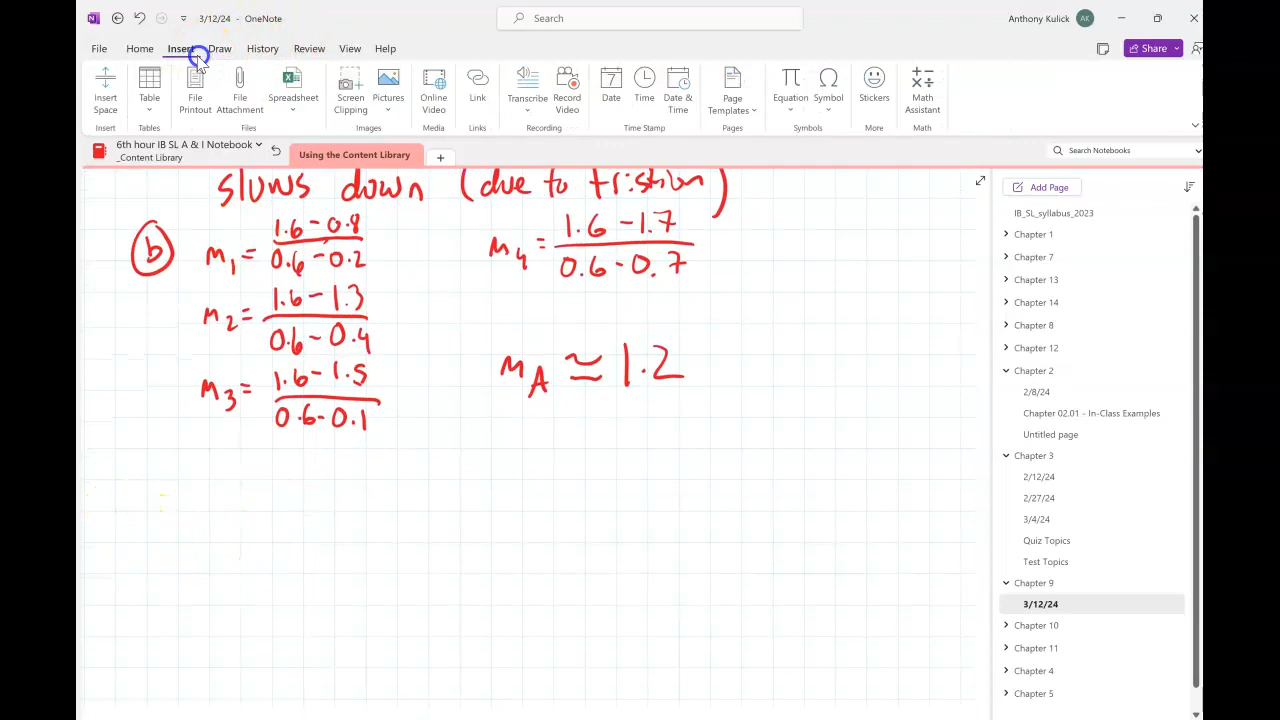 3/12/24 - OneNote
Search
Anthony Kulick
AK
File Home Insert Draw History Review View Help
Share
Insert Space
Table
File Printout
File Attachment
Spreadsheet
Screen Clipping
Pictures
Online Video
Link
Transcribe
Record Video
Date
Time
Date & Time
Page Templates
Equation
Symbol
Stickers
Math Assistant
Insert Tables Files Images Media Links Recording Time Stamp Pages Symbols More Math
6th hour IB SL A & I Notebook
_Content Library
Using the Content Library
+
Search Notebooks
slows down (due to fristion)
b
m1 = 1.6 - 0.8 / 0.6 - 0.2
m2 = 1.6 - 1.3 / 0.6 - 0.4
m3 = 1.6 - 1.5 / 0.6 - 0.1
m4 = 1.6 - 1.7 / 0.6 - 0.7
mA ≃ 1.2
Add Page
IB_SL_syllabus_2023
Chapter 1
Chapter 7
Chapter 13
Chapter 14
Chapter 8
Chapter 12
Chapter 2
2/8/24
Chapter 02.01 - In-Class Examples
Untitled page
Chapter 3
2/12/24
2/27/24
3/4/24
Quiz Topics
Test Topics
Chapter 9
3/12/24
Chapter 10
Chapter 11
Chapter 4
Chapter 5